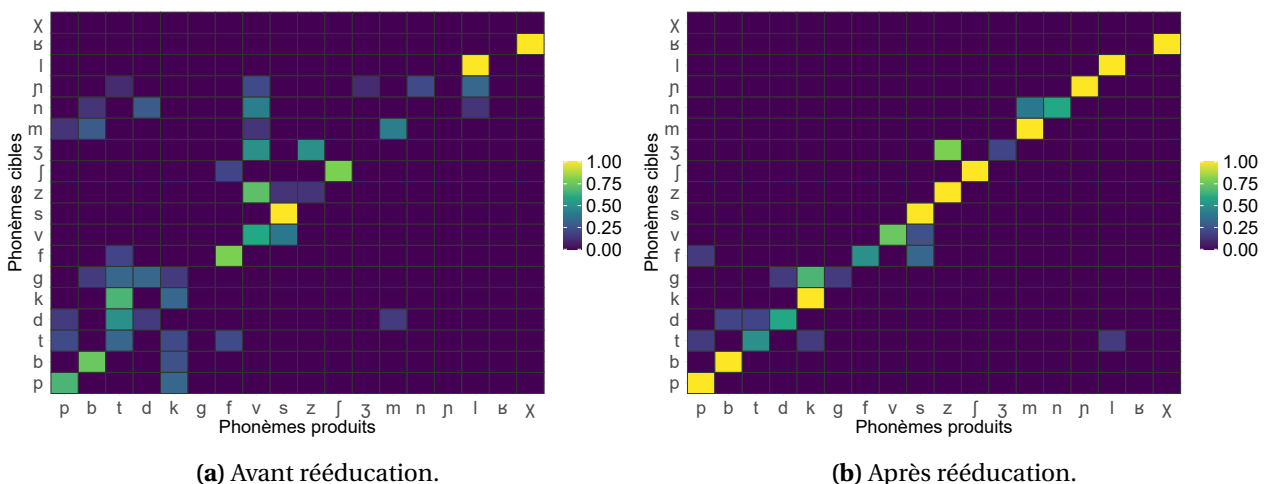 χ
ʁ
l
ɲ
n
m
ʒ
ʃ
z
s
v
f
g
k
d
t
b
p
Phonèmes cibles
p b t d k g f v s z ʃ ʒ m n ɲ l ʁ χ
Phonèmes produits
1.00
0.75
0.50
0.25
0.00
(a) Avant rééducation.
χ
ʁ
l
ɲ
n
m
ʒ
ʃ
z
s
v
f
g
k
d
t
b
p
Phonèmes cibles
p b t d k g f v s z ʃ ʒ m n ɲ l ʁ χ
Phonèmes produits
1.00
0.75
0.50
0.25
0.00
(b) Après rééducation.